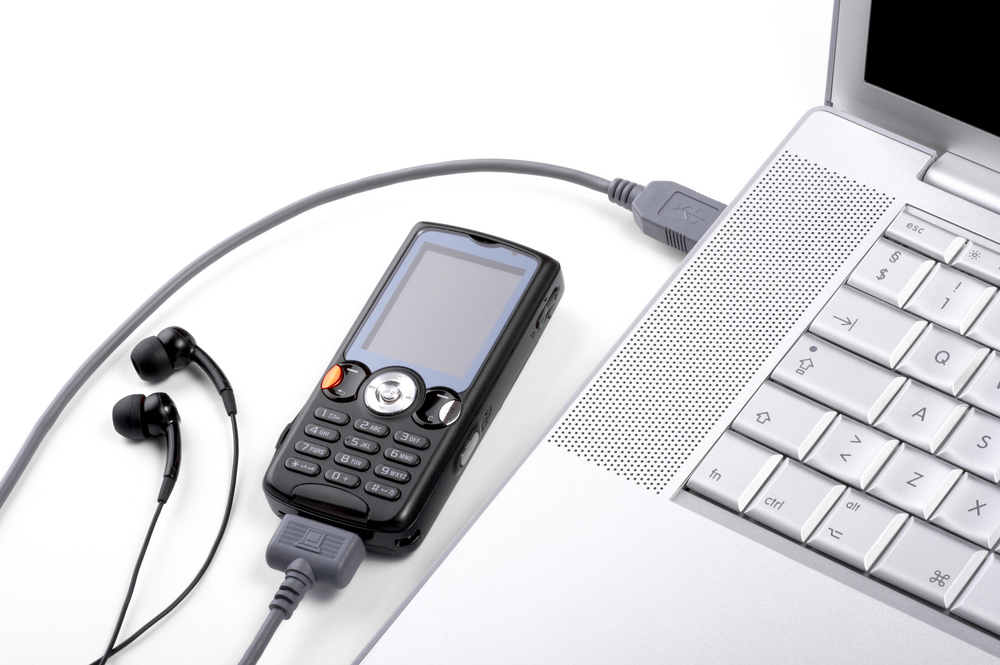 1
2 ABC
3 DEF
4 GHI
5 JKL
6 MNO
7 PQRS
8 TUV
9 WXYZ
*
0 +
#
C
esc
§
$
!
1
Q
A
S
>
<
Z
X
fn
ctrl
alt
⌥
⌘